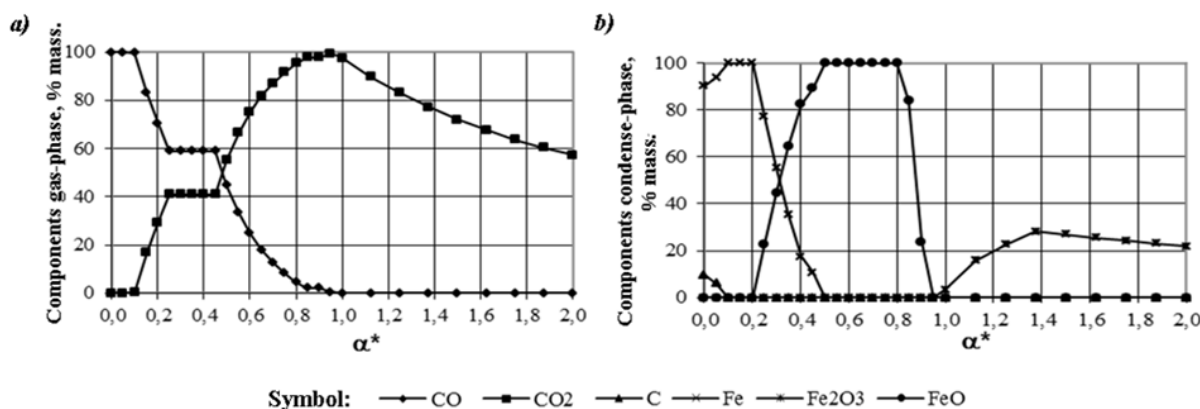 a)
Components gas-phase, % mass.
100
80
60
40
20
0
0,0 0,2 0,4 0,6 0,8 1,0 1,2 1,4 1,6 1,8 2,0
α*
b)
Components condense-phase,
% mass.
100
80
60
40
20
0
0,0 0,2 0,4 0,6 0,8 1,0 1,2 1,4 1,6 1,8 2,0
α*
Symbol: CO CO2 C Fe Fe2O3 FeO